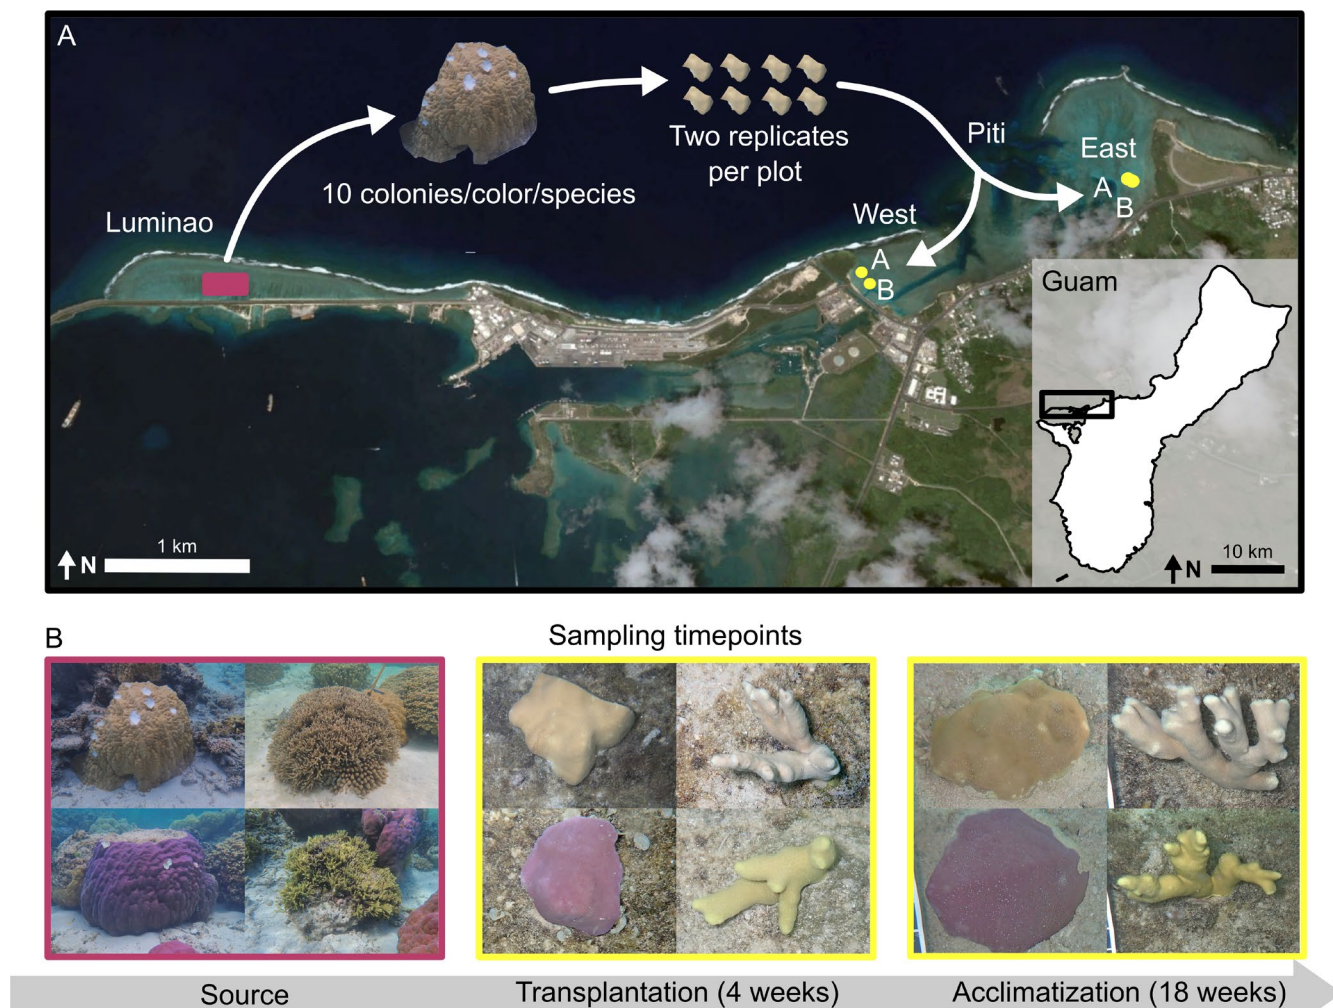 A
10 colonies/color/species
Two replicates
per plot
Piti
East
A
B
West
A
B
Luminao
Guam
N
1 km
N
10 km
B
Sampling timepoints
Source
Transplantation (4 weeks)
Acclimatization (18 weeks)